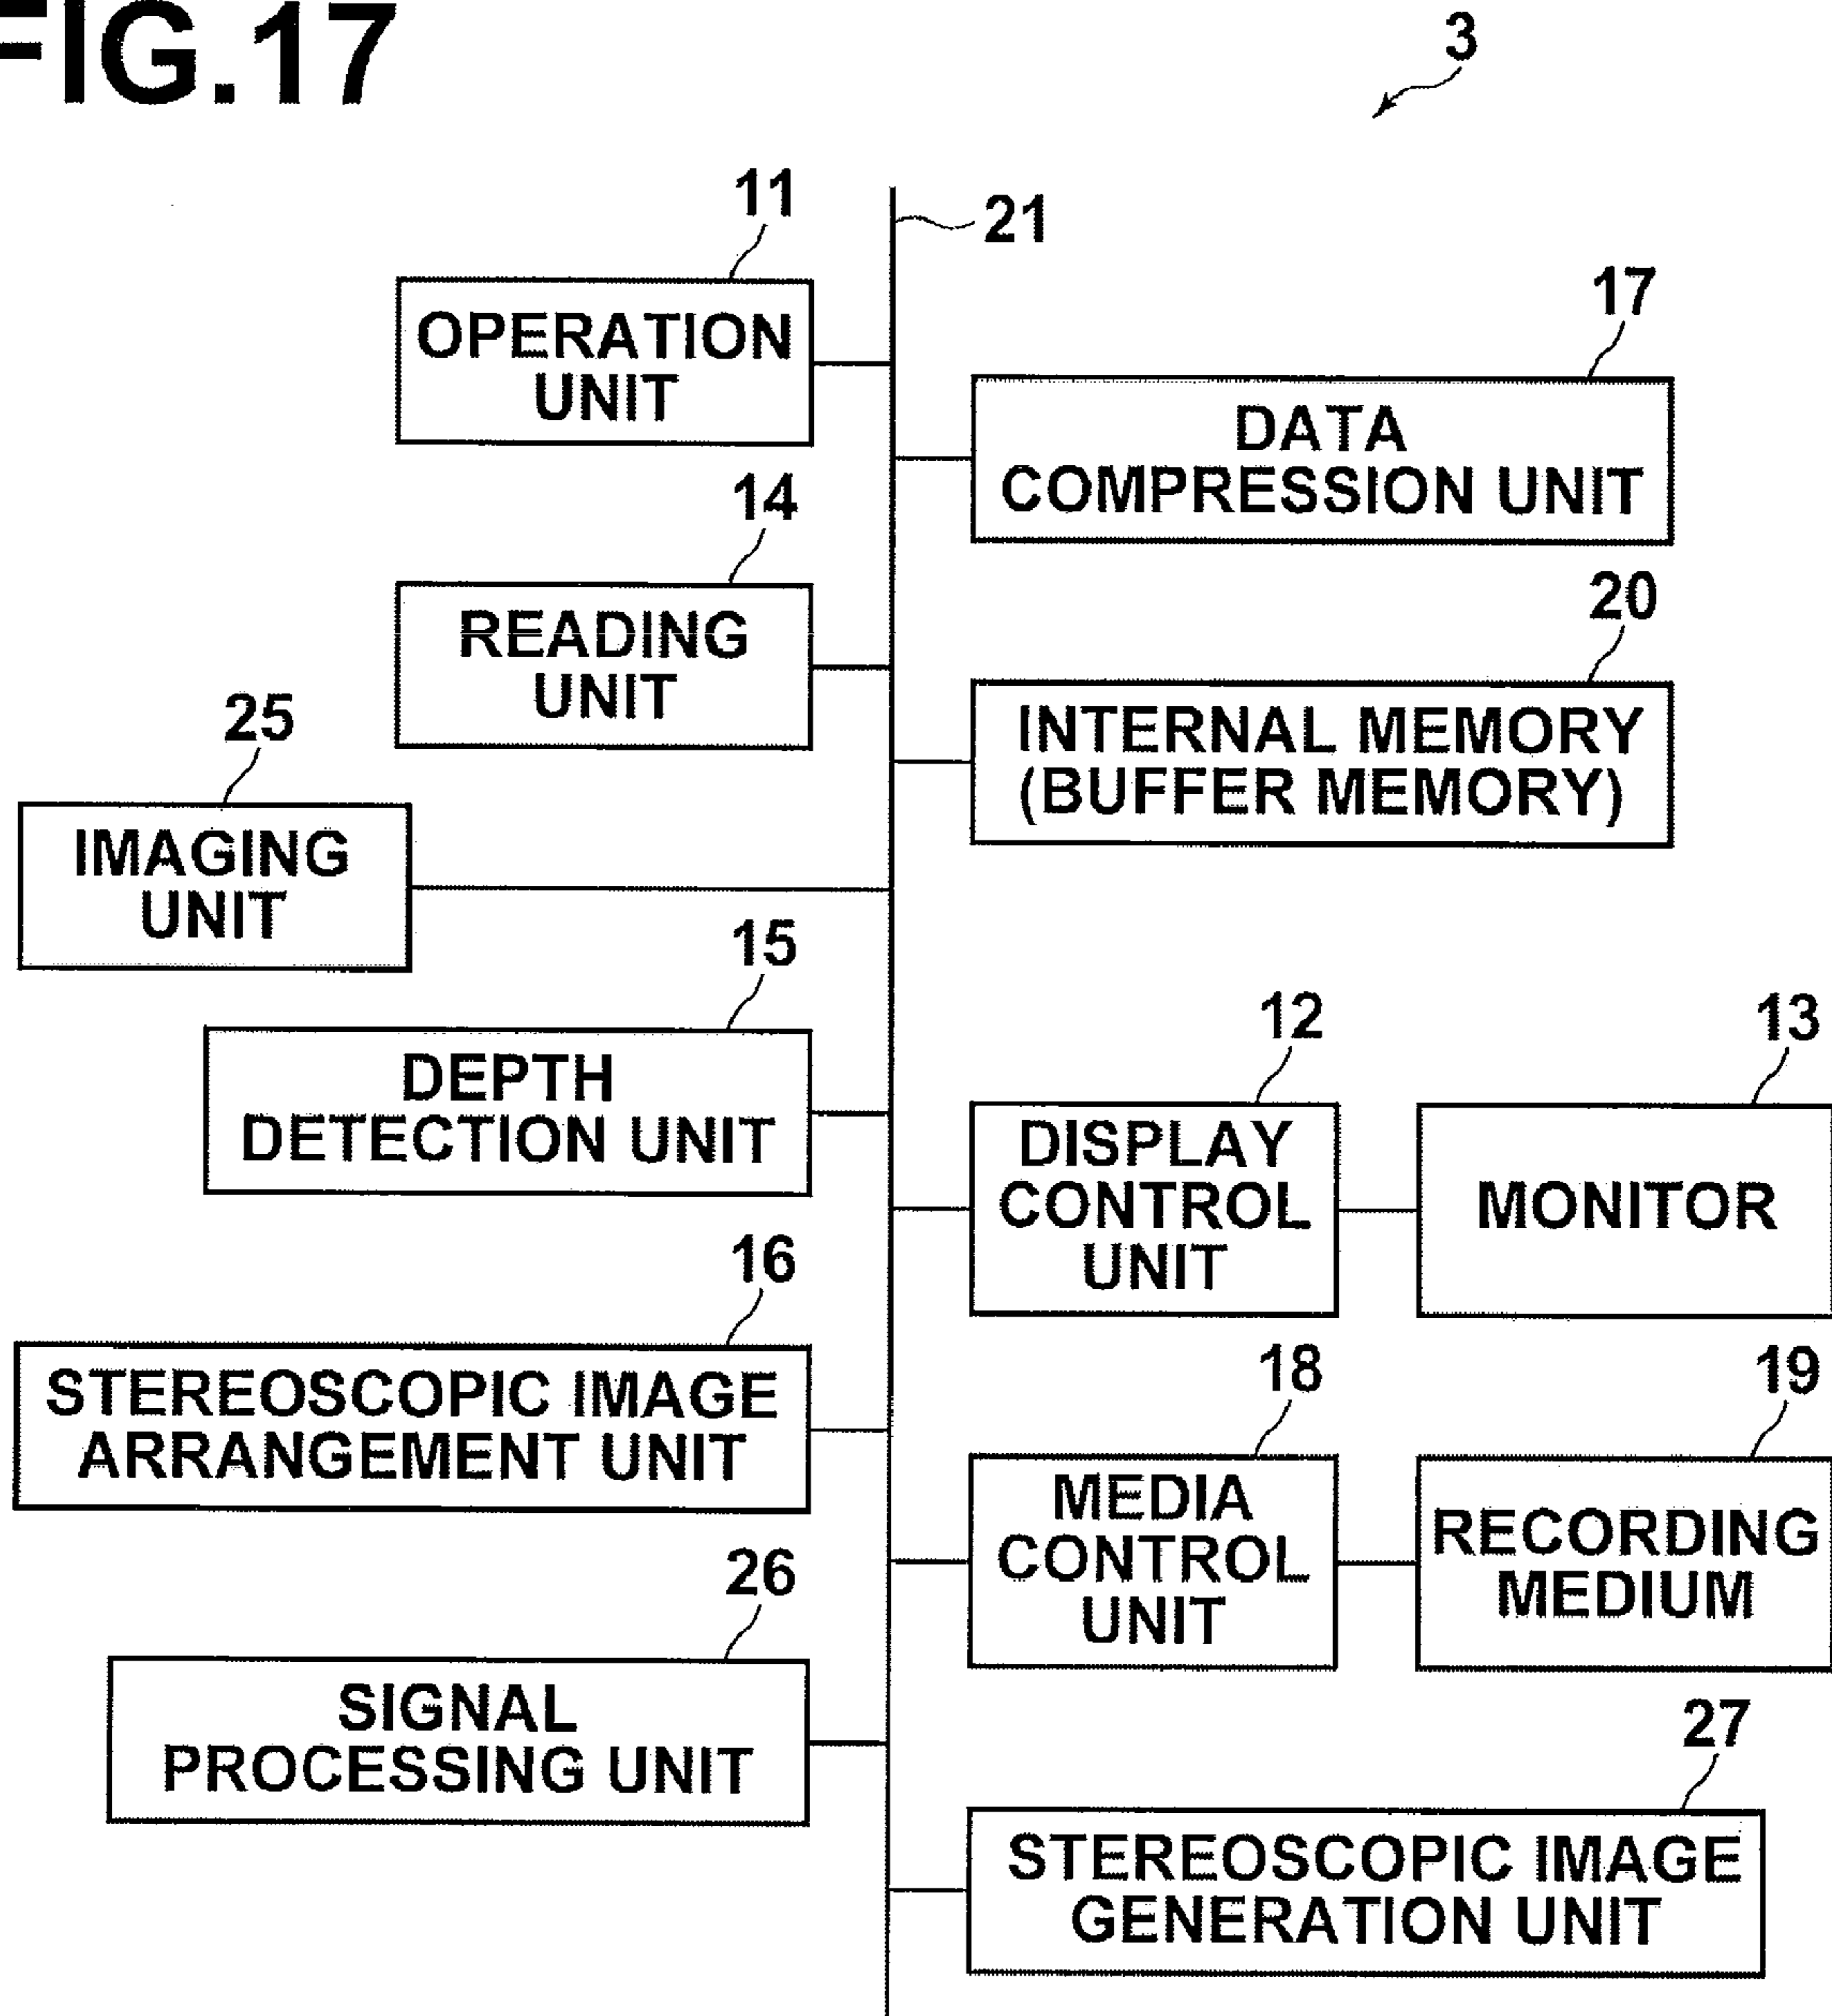 FIG.17
3
11
21
OPERATION
UNIT
17
DATA
COMPRESSION UNIT
14
READING
UNIT
20
INTERNAL MEMORY
(BUFFER MEMORY)
25
IMAGING
UNIT
15
DEPTH
DETECTION UNIT
12
DISPLAY
CONTROL
UNIT
13
MONITOR
16
STEREOSCOPIC IMAGE
ARRANGEMENT UNIT
18
MEDIA
CONTROL
UNIT
19
RECORDING
MEDIUM
26
SIGNAL
PROCESSING UNIT
27
STEREOSCOPIC IMAGE
GENERATION UNIT